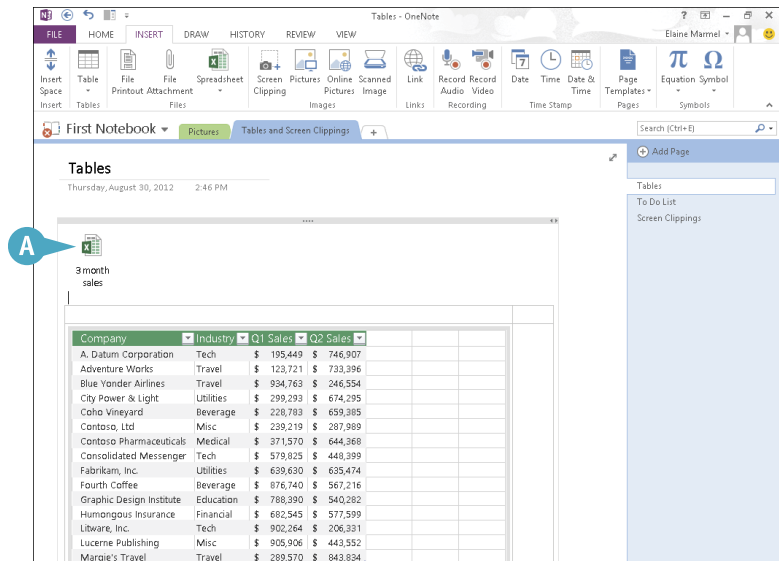 Tables - OneNote
FILE HOME INSERT DRAW HISTORY REVIEW VIEW Elaine Marmel
Insert Space Table File Printout File Attachment Spreadsheet Screen Clipping Pictures Online Pictures Scanned Image Link Record Audio Record Video Date Time Date & Time Page Templates Equation Symbol
Insert Tables Files Images Links Recording Time Stamp Pages Symbols
First Notebook Pictures Tables and Screen Clippings + Search (Ctrl+E)
Add Page
Tables
Thursday, August 30, 2012 2:46 PM
Tables
To Do List
Screen Clippings
A
3 month
sales
Company Industry Q1 Sales Q2 Sales
A. Datum Corporation Tech $ 195,449 $ 746,907
Adventure Works Travel $ 123,721 $ 733,396
Blue Yonder Airlines Travel $ 934,763 $ 246,554
City Power & Light Utilities $ 299,293 $ 674,295
Coho Vineyard Beverage $ 228,783 $ 659,385
Contoso, Ltd Misc $ 239,219 $ 287,989
Contoso Pharmaceuticals Medical $ 371,570 $ 644,368
Consolidated Messenger Tech $ 579,825 $ 448,399
Fabrikam, Inc. Utilities $ 639,630 $ 635,474
Fourth Coffee Beverage $ 876,740 $ 567,216
Graphic Design Institute Education $ 788,390 $ 540,282
Humongous Insurance Financial $ 682,545 $ 577,599
Litware, Inc. Tech $ 902,264 $ 206,331
Lucerne Publishing Misc $ 905,906 $ 443,552
Margie's Travel Travel $ 289,570 $ 843,834